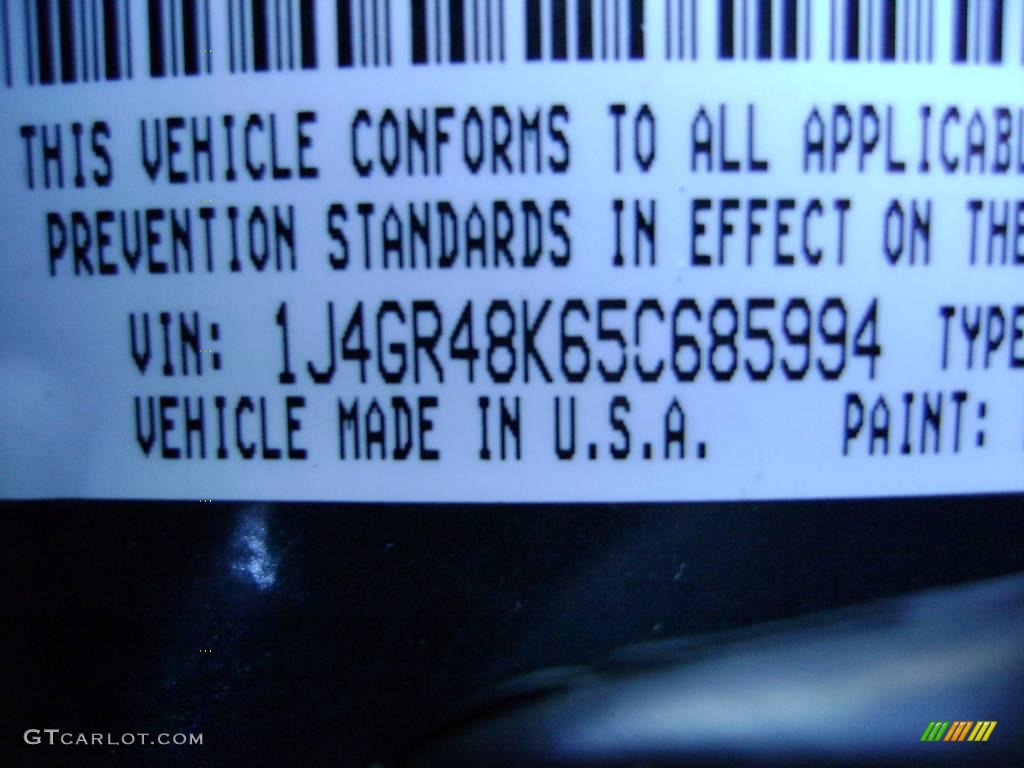 THIS VEHICLE CONFORMS TO ALL APPLICABL
PREVENTION STANDARDS IN EFFECT ON THE
VIN: 1J4GR48K65C685994 TYPE
VEHICLE MADE IN U.S.A. PAINT:
GTCARLOT.COM